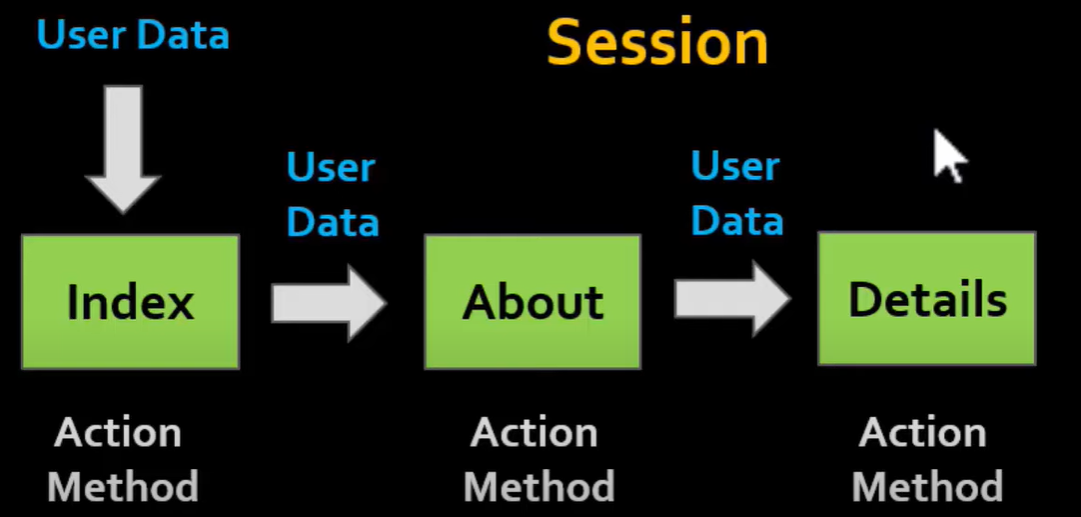 User Data
Session
User
Data
User
Data
Index
About
Details
Action
Method
Action
Method
Action
Method